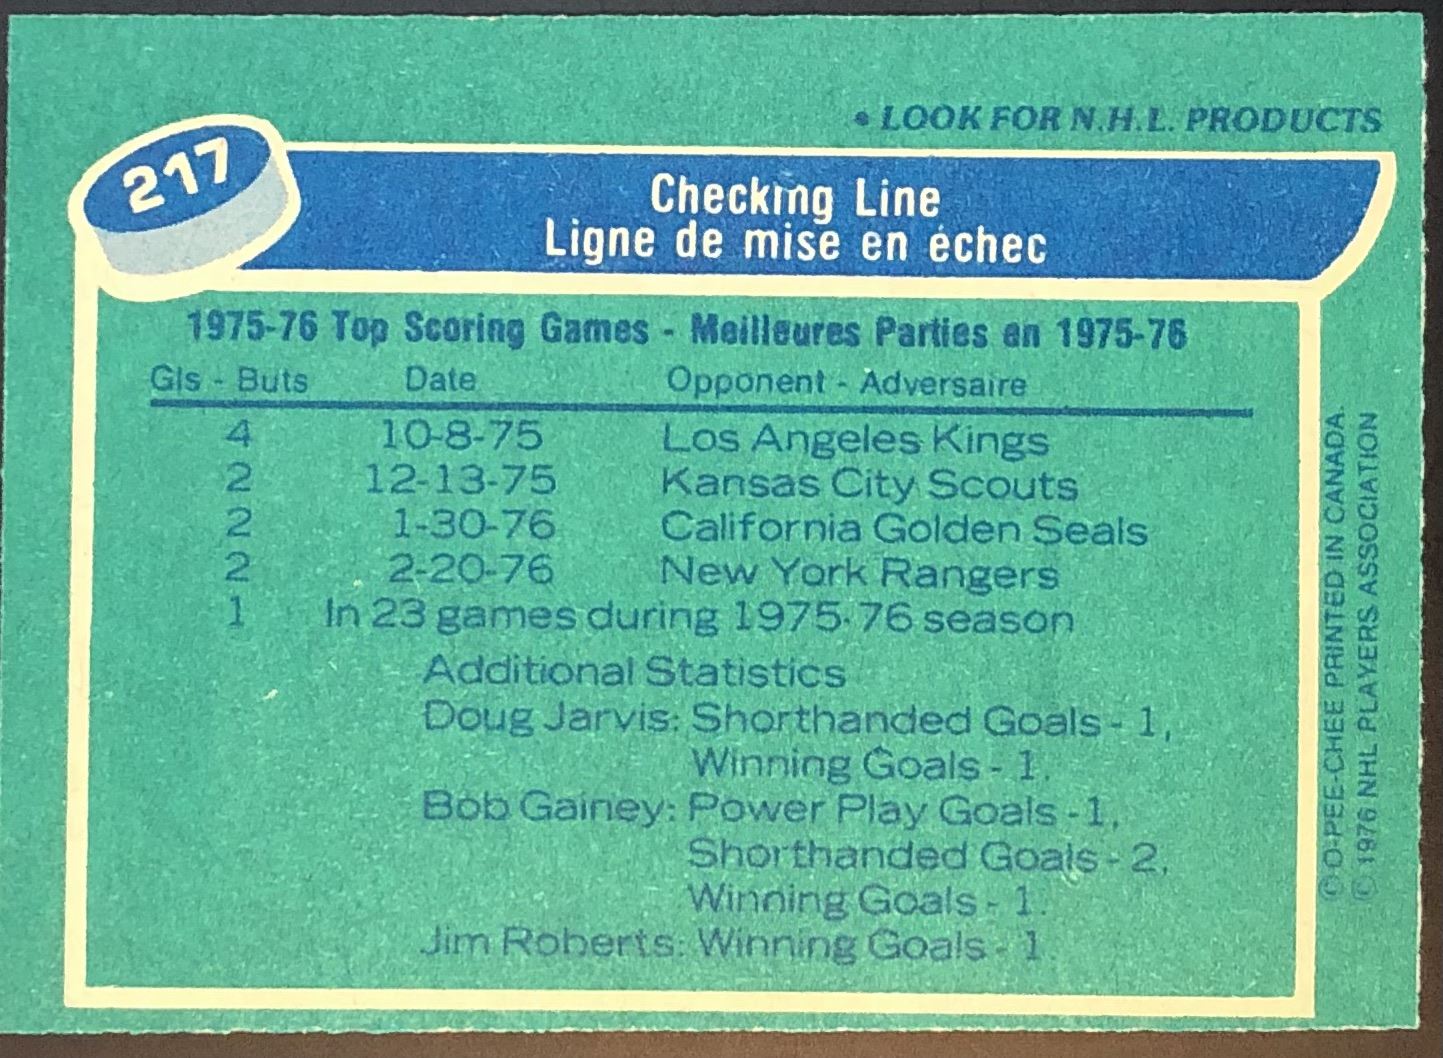 • LOOK FOR N.H.L. PRODUCTS
217
Checking Line
Ligne de mise en échec
1975-76 Top Scoring Games - Meilleures Parties en 1975-76
Gls - Buts Date Opponent - Adversaire
4 10-8-75 Los Angeles Kings
2 12-13-75 Kansas City Scouts
2 1-30-76 California Golden Seals
2 2-20-76 New York Rangers
1 In 23 games during 1975-76 season
Additional Statistics
Doug Jarvis: Shorthanded Goals - 1,
Winning Goals - 1.
Bob Gainey: Power Play Goals - 1,
Shorthanded Goals - 2,
Winning Goals - 1.
Jim Roberts: Winning Goals - 1.
© O-PEE-CHEE PRINTED IN CANADA.
© 1976 NHL PLAYERS ASSOCIATION